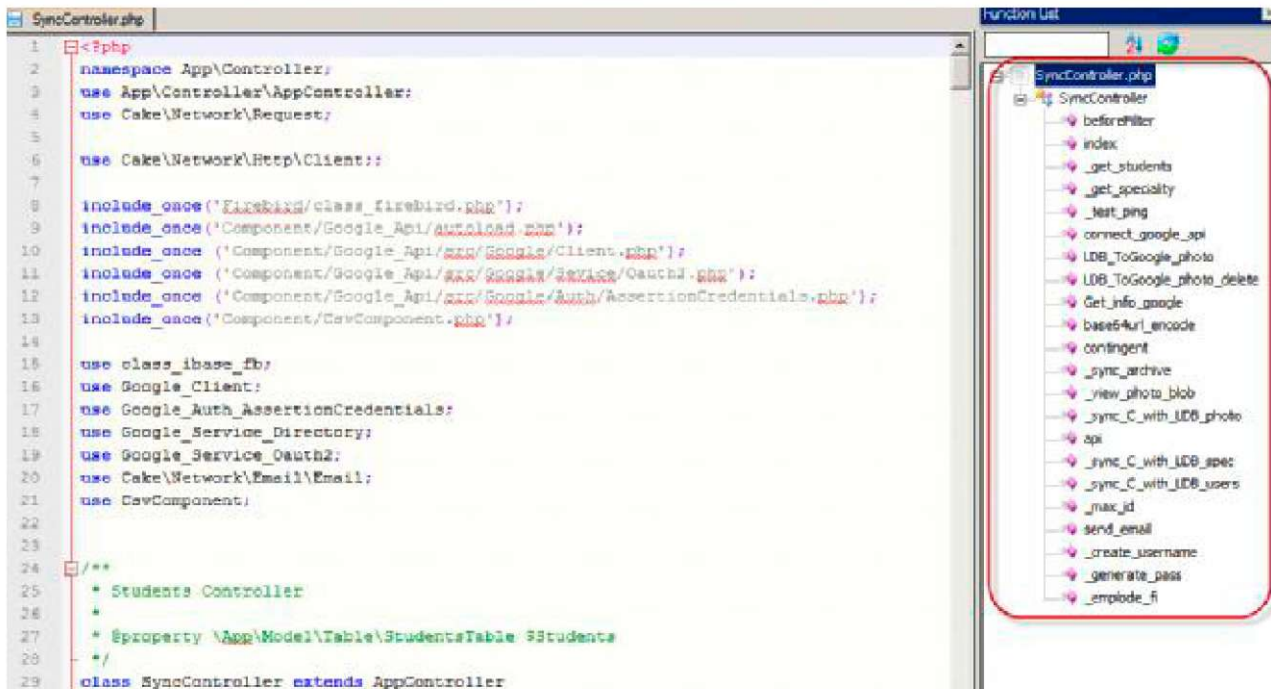 SyncController.php
1 <?php
2 namespace App\Controller;
3 use App\Controller\AppController;
4 use Cake\Network\Request;
5
6 use Cake\Network\Http\Client;;
7
8 include_once('Firebird/class_firebird.php');
9 include_once('Component/Google_Api/autoload.php');
10 include_once ('Component/Google_Api/src/Google/Client.php');
11 include_once ('Component/Google_Api/src/Google/Sevice/Oauth2.php');
12 include_once ('Component/Google_Api/src/Google/Auth/AssertionCredentials.php');
13 include_once('Component/CsvComponent.php');
14
15 use class_ibase_fb;
16 use Google_Client;
17 use Google_Auth_AssertionCredentials;
18 use Google_Service_Directory;
19 use Google_Service_Oauth2;
20 use Cake\Network\Email\Email;
21 use CsvComponent;
22
23
24 /**
25 * Students Controller
26 *
27 * @property \App\Model\Table\StudentsTable $Students
28 */
29 class SyncController extends AppController
Function List
SyncController.php
SyncController
beforeFilter
index
_get_students
_get_speciality
_test_ping
connect_google_api
LDB_ToGoogle_photo
LDB_ToGoogle_photo_delete
Get_info_google
base64url_encode
contingent
_sync_archive
_view_photo_blob
_sync_C_with_LDB_photo
api
_sync_C_with_LDB_spec
_sync_C_with_LDB_users
_max_id
send_email
_create_username
_generate_pass
_emplode_fi